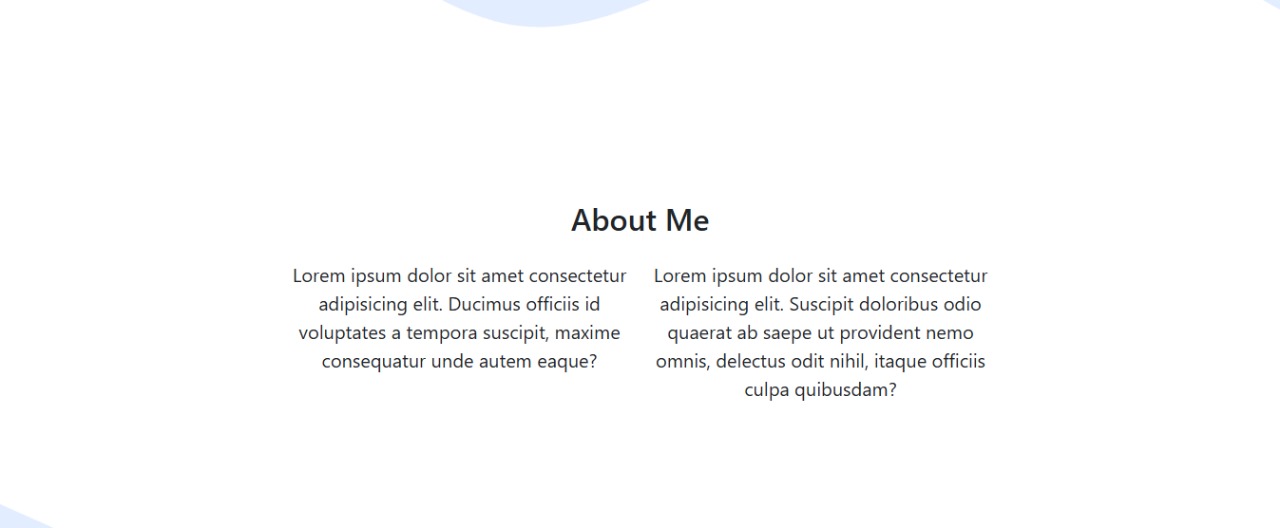 About Me
Lorem ipsum dolor sit amet consectetur
adipisicing elit. Ducimus officiis id
voluptates a tempora suscipit, maxime
consequatur unde autem eaque?
Lorem ipsum dolor sit amet consectetur
adipisicing elit. Suscipit doloribus odio
quaerat ab saepe ut provident nemo
omnis, delectus odit nihil, itaque officiis
culpa quibusdam?